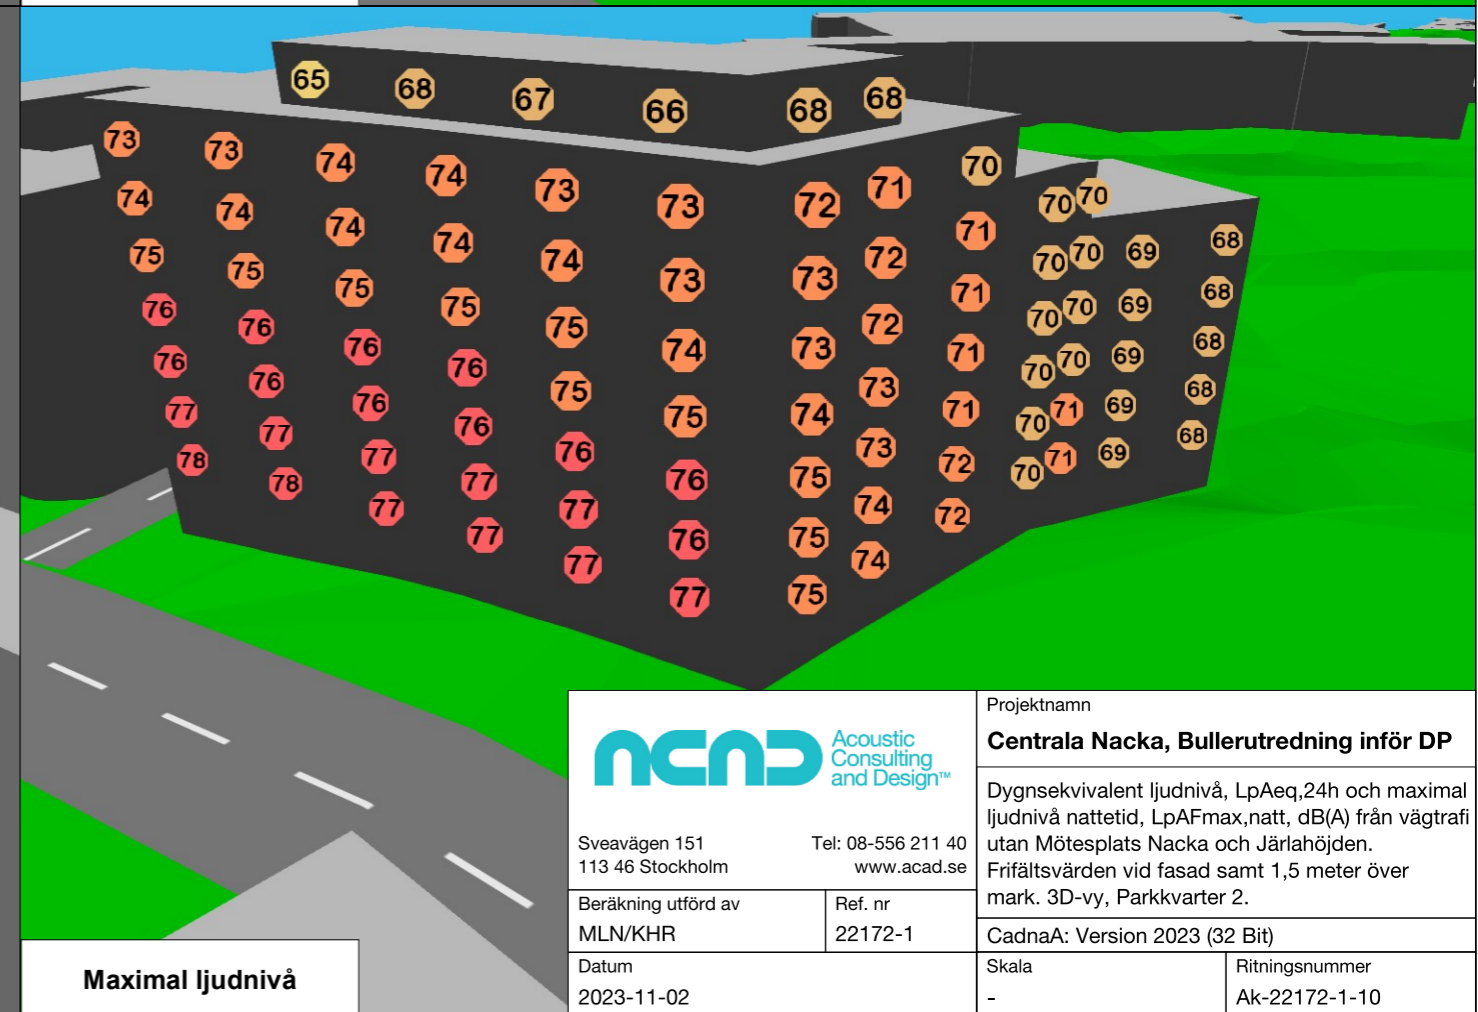 65 68 67 66 68 68
73 73 74 74 73 73 72 71 70 70 70
74 74 74 74 74 73 73 72 71 70 70 69 68
75 75 75 75 75 74 73 72 71 70 70 69 68
76 76 76 76 75 75 74 73 71 70 70 69 68
76 76 76 76 76 76 75 73 71 70 71 69 68
77 77 77 77 77 76 75 74 72 70 71 69 68
78 78 77 77 77 77 75 74 72
Maximal ljudnivå
ACAD
Acoustic
Consulting
and Design™
Sveavägen 151 Tel: 08-556 211 40
113 46 Stockholm www.acad.se
Beräkning utförd av Ref. nr
MLN/KHR 22172-1
Datum
2023-11-02
Projektnamn
Centrala Nacka, Bullerutredning inför DP
Dygnsekvivalent ljudnivå, LpAeq,24h och maximal
ljudnivå nattetid, LpAFmax,natt, dB(A) från vägtrafi
utan Mötesplats Nacka och Järlahöjden.
Frifältsvärden vid fasad samt 1,5 meter över
mark. 3D-vy, Parkkvarter 2.
CadnaA: Version 2023 (32 Bit)
Skala Ritningsnummer
- Ak-22172-1-10